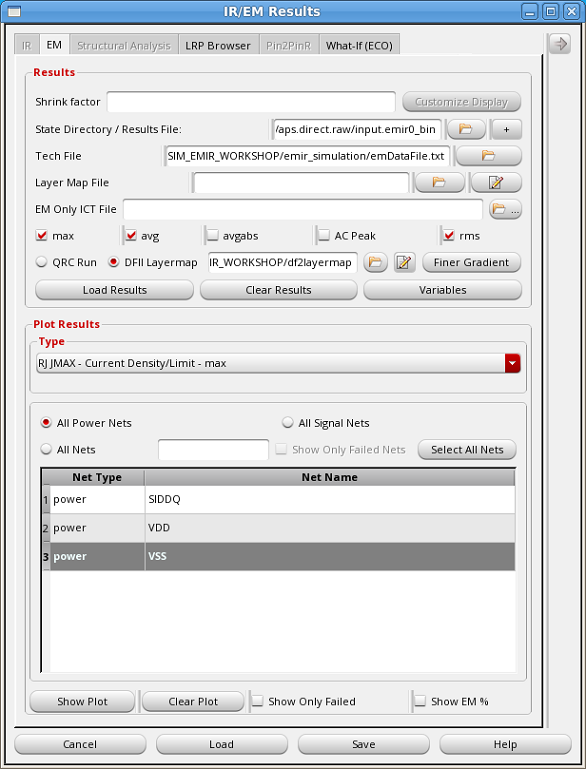 IR/EM Results
IR EM Structural Analysis LRP Browser Pin2PinR What-If (ECO)
Results
Shrink factor Customize Display
State Directory / Results File: /aps.direct.raw/input.emir0_bin +
Tech File SIM_EMIR_WORKSHOP/emir_simulation/emDataFile.txt
Layer Map File
EM Only ICT File ...
max avg avgabs AC Peak rms
QRC Run DFII Layermap IR_WORKSHOP/df2layermap Finer Gradient
Load Results Clear Results Variables
Plot Results
Type
RJ JMAX - Current Density/Limit - max
All Power Nets All Signal Nets
All Nets Show Only Failed Nets Select All Nets
Net Type Net Name
1 power SIDDQ
2 power VDD
3 power VSS
Show Plot Clear Plot Show Only Failed Show EM %
Cancel Load Save Help